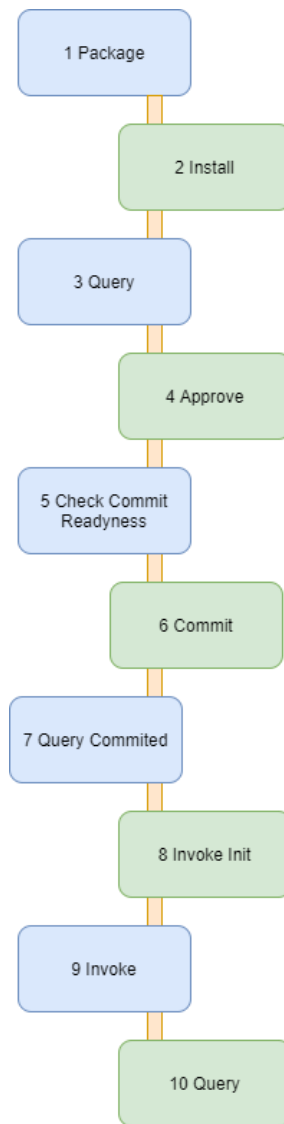 1 Package
2 Install
3 Query
4 Approve
5 Check Commit
Readyness
6 Commit
7 Query Commited
8 Invoke Init
9 Invoke
10 Query